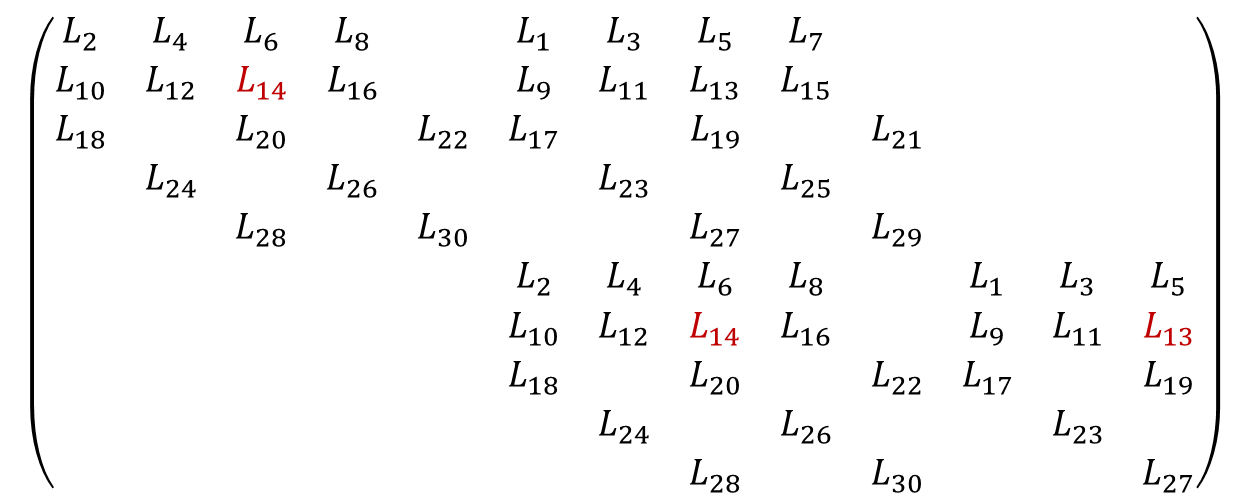 L₂ L₄ L₆ L₈ L₁ L₃ L₅ L₇
L₁₀ L₁₂ L₁₄ L₁₆ L₉ L₁₁ L₁₃ L₁₅
L₁₈ L₂₀ L₂₂ L₁₇ L₁₉ L₂₁
L₂₄ L₂₆ L₂₃ L₂₅
L₂₈ L₃₀ L₂₇ L₂₉
L₂ L₄ L₆ L₈ L₁ L₃ L₅
L₁₀ L₁₂ L₁₄ L₁₆ L₉ L₁₁ L₁₃
L₁₈ L₂₀ L₂₂ L₁₇ L₁₉
L₂₄ L₂₆ L₂₃
L₂₈ L₃₀ L₂₇